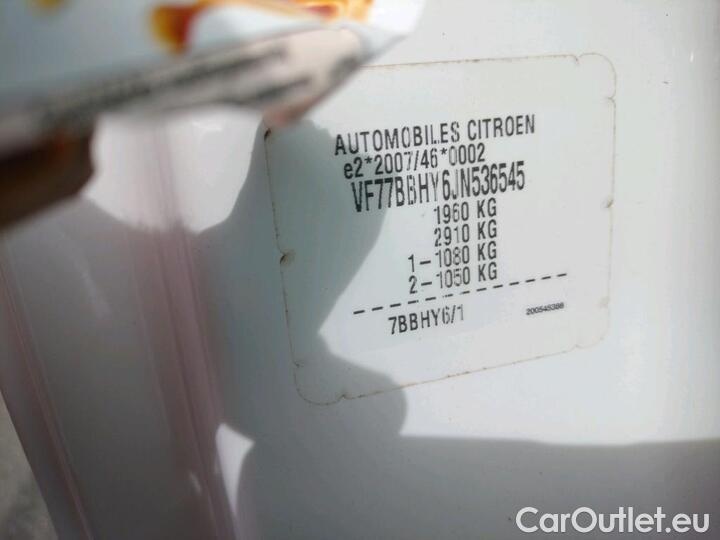 AUTOMOBILES CITROEN
e2*2007/46*0002
VF77BBHY6JN536545
1960 KG
2910 KG
1-1080 KG
2-1050 KG
7BBHY6/1
200545386
CarOutlet.eu